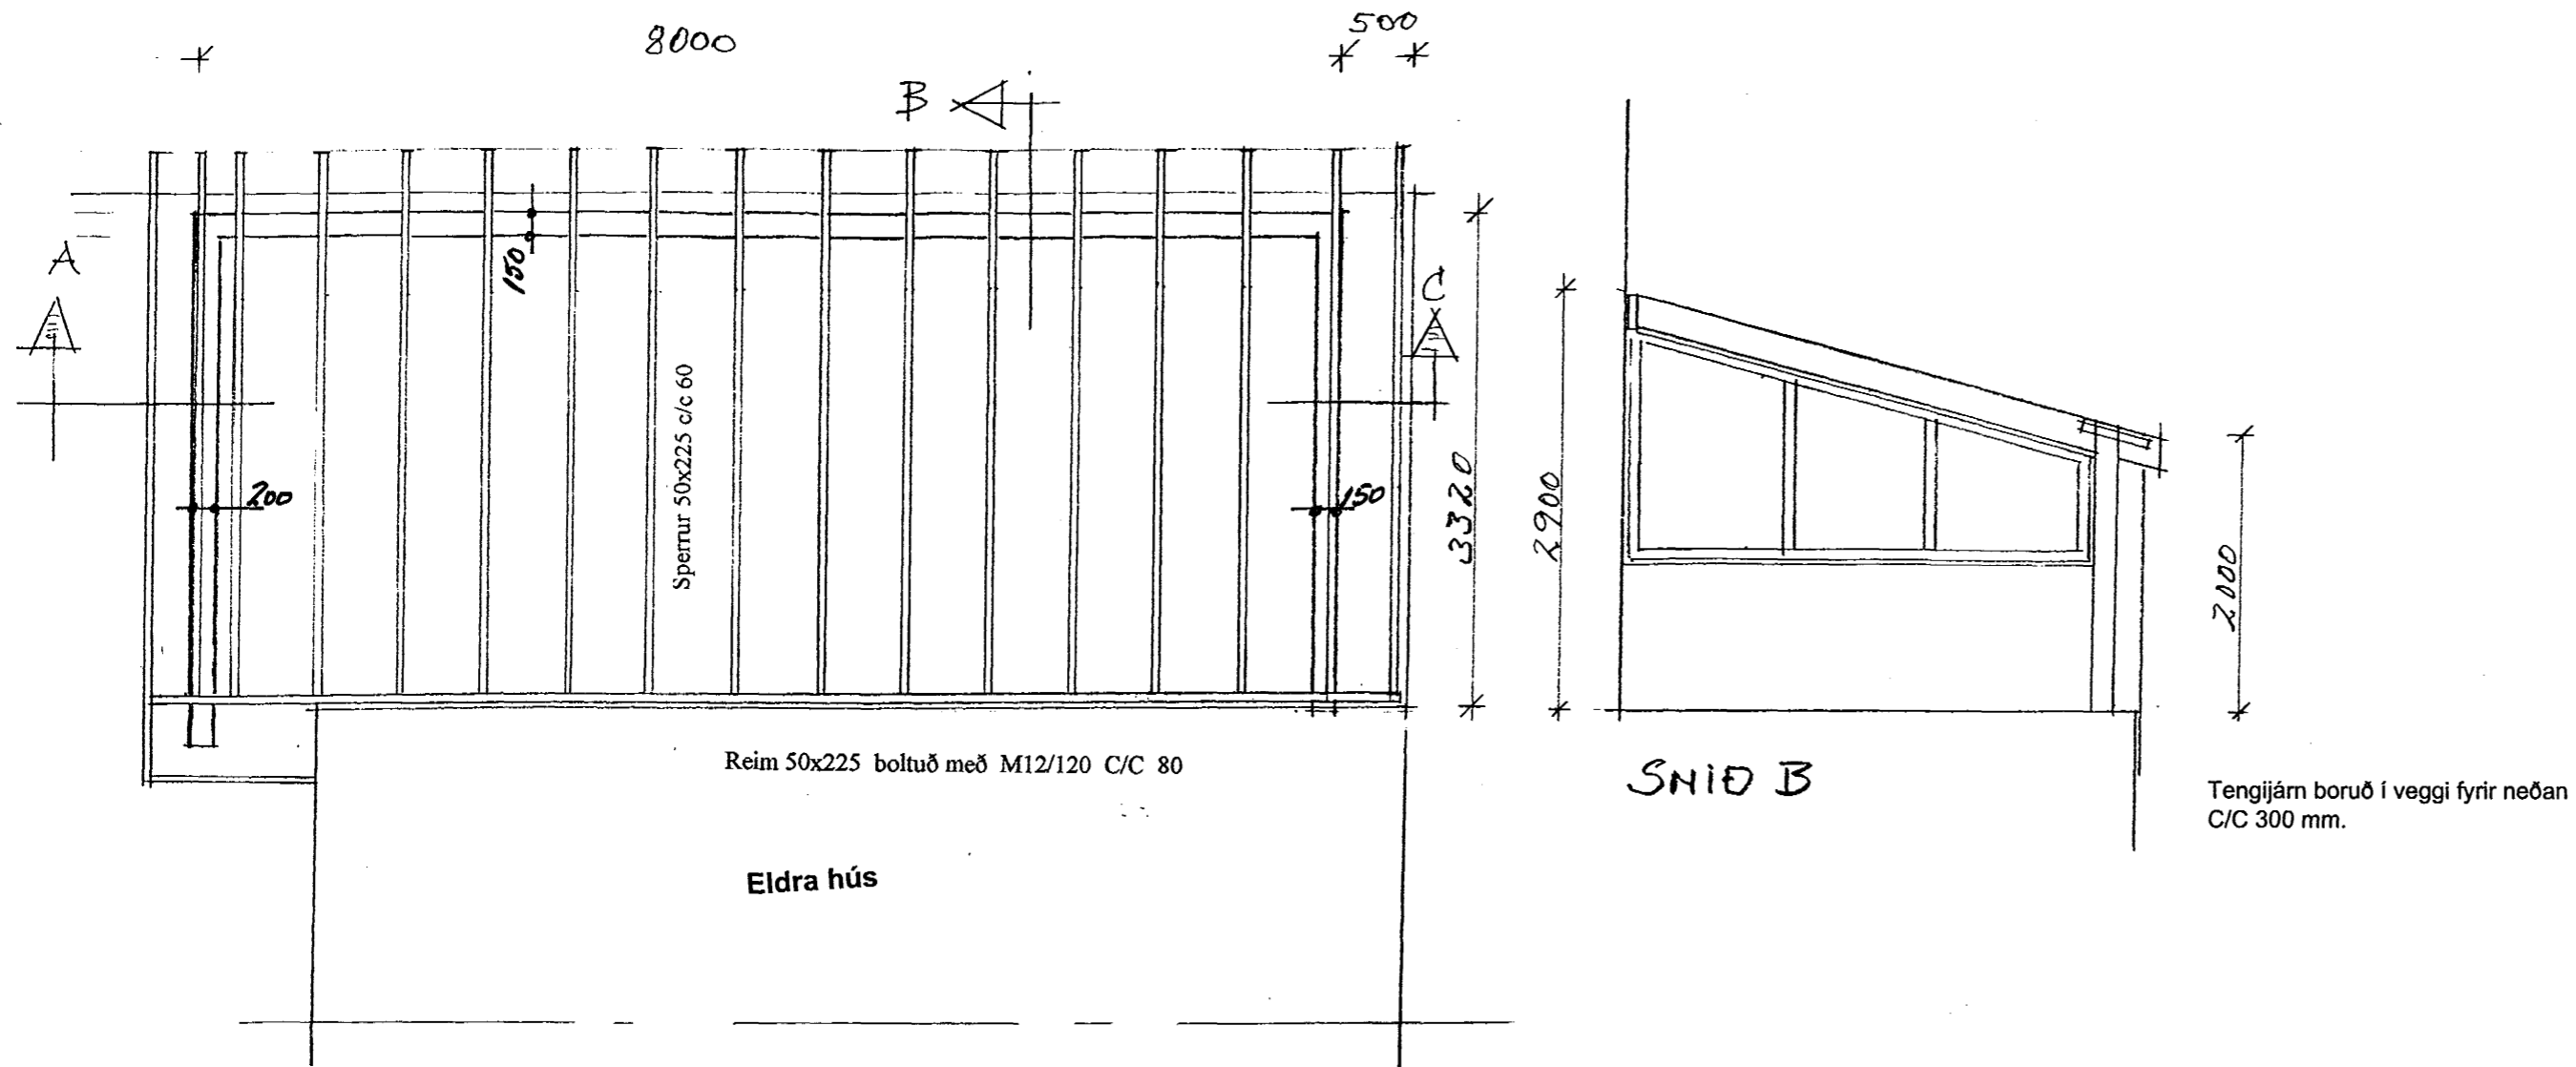 8000
500
B
A
150
C
Sperrur 50x225 c/c 60
200
150
3320
2900
2000
Reim 50x225 boltuð með M12/120 C/C 80
SNIÐ B
Tengijárn boruð í veggi fyrir neðan
C/C 300 mm.
Eldra hús